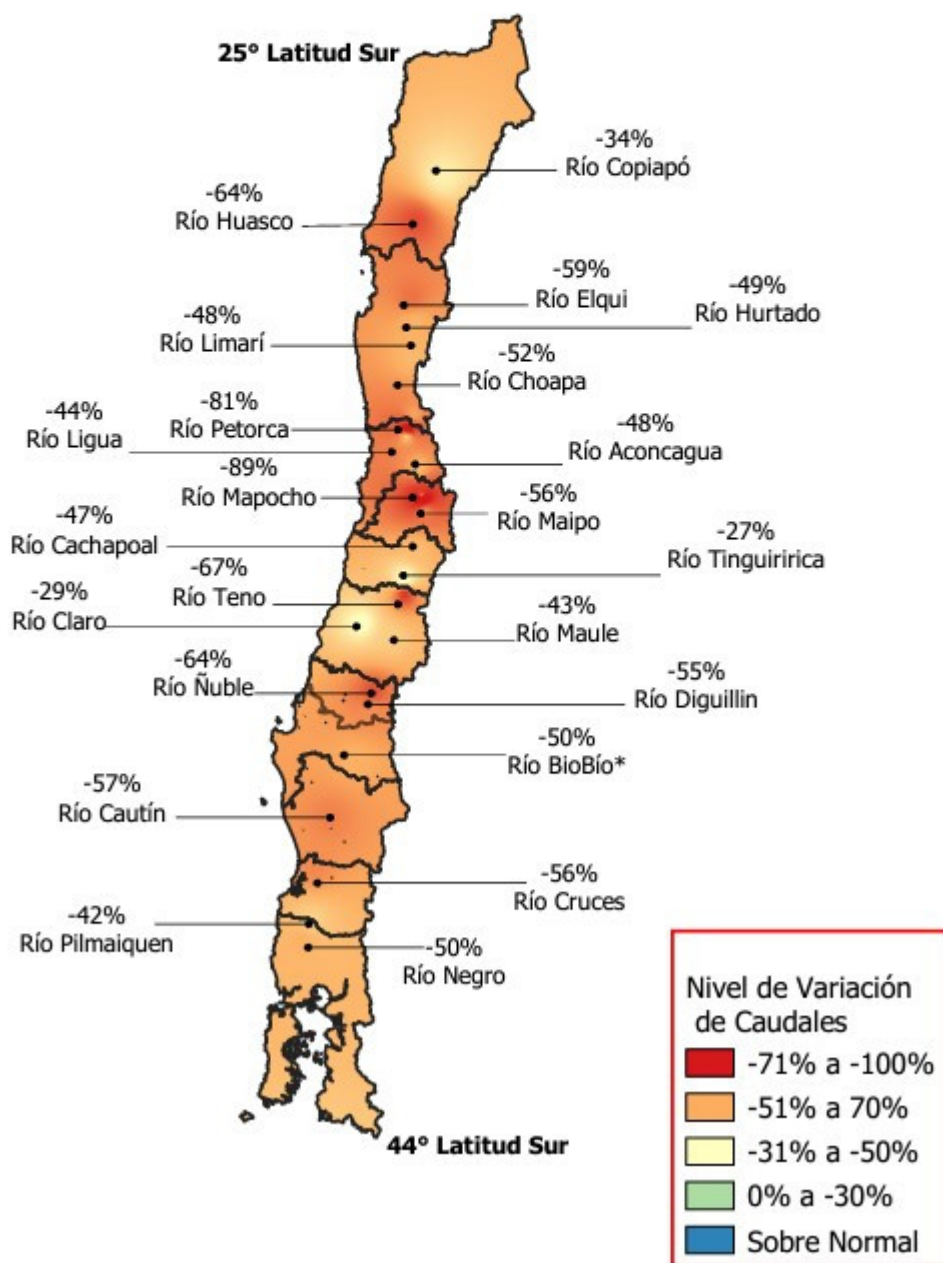 25° Latitud Sur
-34%
Río Copiapó
-64%
Río Huasco
-59%
Río Elqui
-49%
Río Hurtado
-48%
Río Limarí
-52%
Río Choapa
-81%
Río Petorca
-44%
Río Ligua
-48%
Río Aconcagua
-89%
Río Mapocho
-56%
Río Maipo
-47%
Río Cachapoal
-27%
Río Tinguiririca
-67%
Río Teno
-29%
Río Claro
-43%
Río Maule
-64%
Río Ñuble
-55%
Río Diguillin
-50%
Río BioBío*
-57%
Río Cautín
-56%
Río Cruces
-42%
Río Pilmaiquen
-50%
Río Negro
44° Latitud Sur
Nivel de Variación
de Caudales
-71% a -100%
-51% a 70%
-31% a -50%
0% a -30%
Sobre Normal